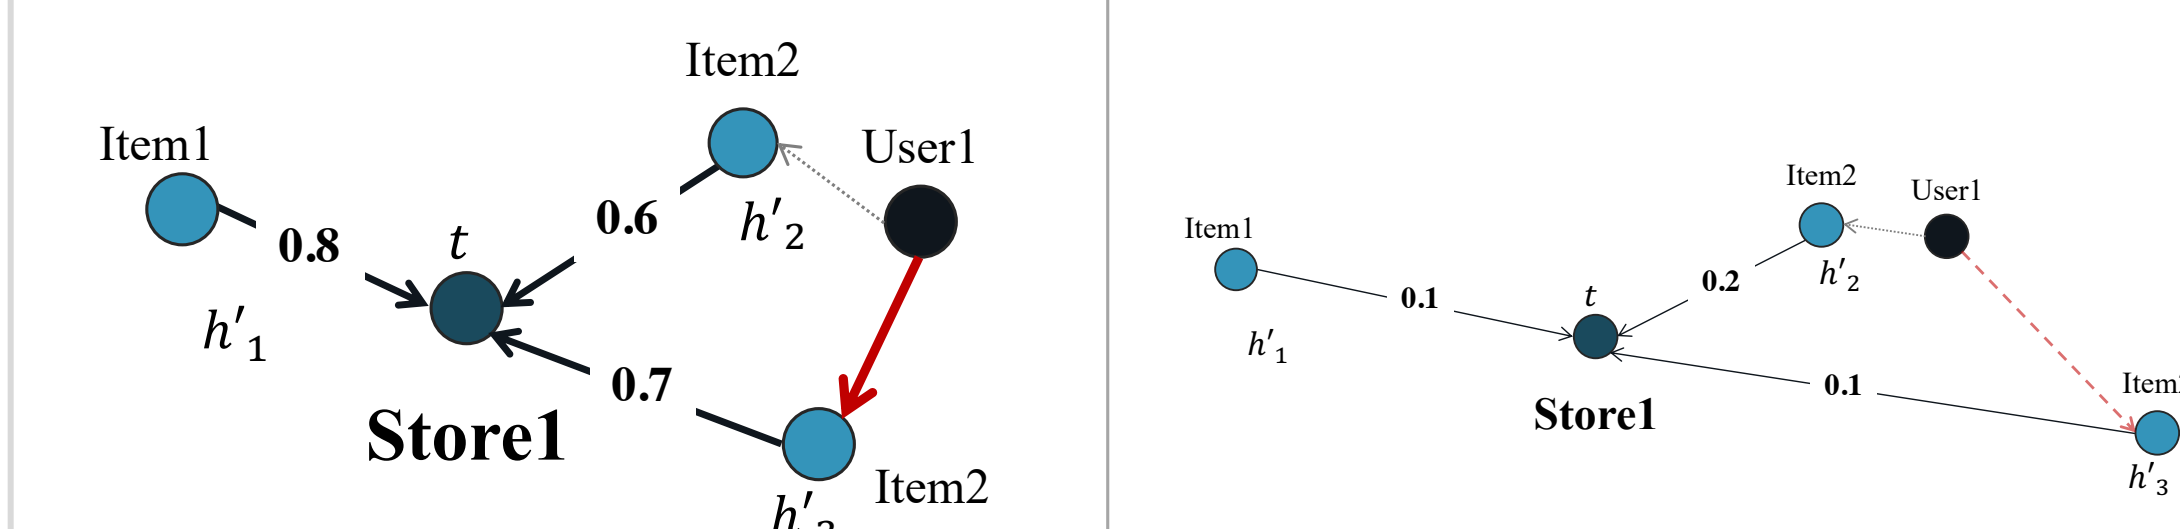 Item2
Item1
User1
0.6
h′2
0.8
t
h′1
0.7
Store1
Item2
Item2
User1
Item1
h′2
0.2
0.1
t
h′1
0.1
Store1
h′3